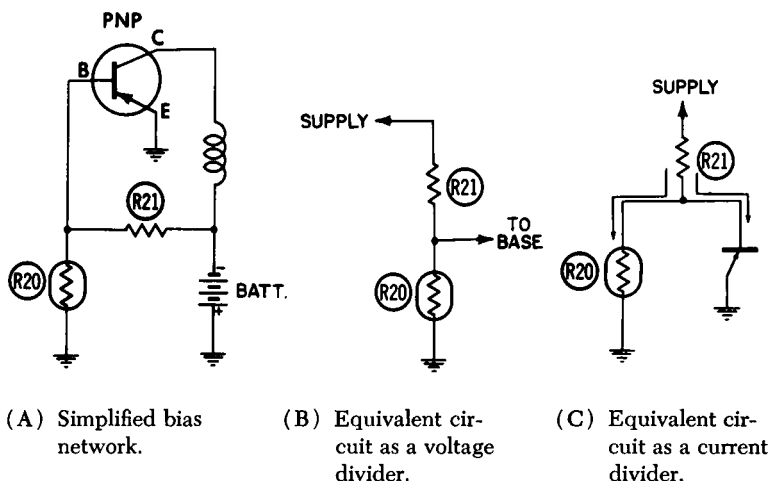 PNP
C
B
E
R21
R20
BATT.
-
+
SUPPLY
R21
TO
BASE
R20
SUPPLY
R21
R20
(A) Simplified bias
network.
(B) Equivalent cir-
cuit as a voltage
divider.
(C) Equivalent cir-
cuit as a current
divider.